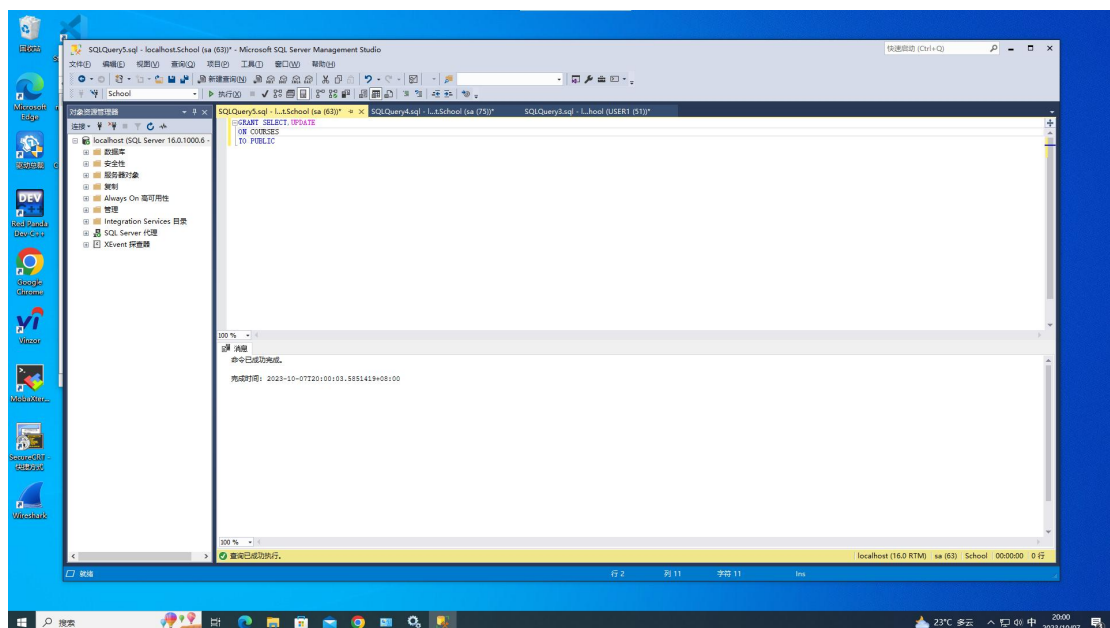 回收站
Microsoft
Edge
Red Panda
Dev-C++
Google
Chrome
Vinzor
MobaXter...
SecureCRT -
快捷方式
Wireshark
SQLQuery5.sql - localhost.School (sa (63))* - Microsoft SQL Server Management Studio
快速启动 (Ctrl+Q)
文件(F) 编辑(E) 视图(V) 查询(Q) 项目(P) 工具(T) 窗口(W) 帮助(H)
新建查询(N)
School
执行(X)
对象资源管理器
连接
localhost (SQL Server 16.0.1000.6 -
数据库
安全性
服务器对象
复制
Always On 高可用性
管理
Integration Services 目录
SQL Server 代理
XEvent 探查器
SQLQuery5.sql - l...t.School (sa (63))*
SQLQuery4.sql - l...t.School (sa (75))*
SQLQuery3.sql - l...hool (USER1 (51))*
GRANT SELECT,UPDATE
ON COURSES
TO PUBLIC
100 %
消息
命令已成功完成。
完成时间: 2023-10-07T20:00:03.5851419+08:00
100 %
查询已成功执行。
localhost (16.0 RTM) sa (63) School 00:00:00 0 行
就绪
行 2 列 11 字符 11 Ins
搜索
23°C 多云
中
20:00
2023/10/07